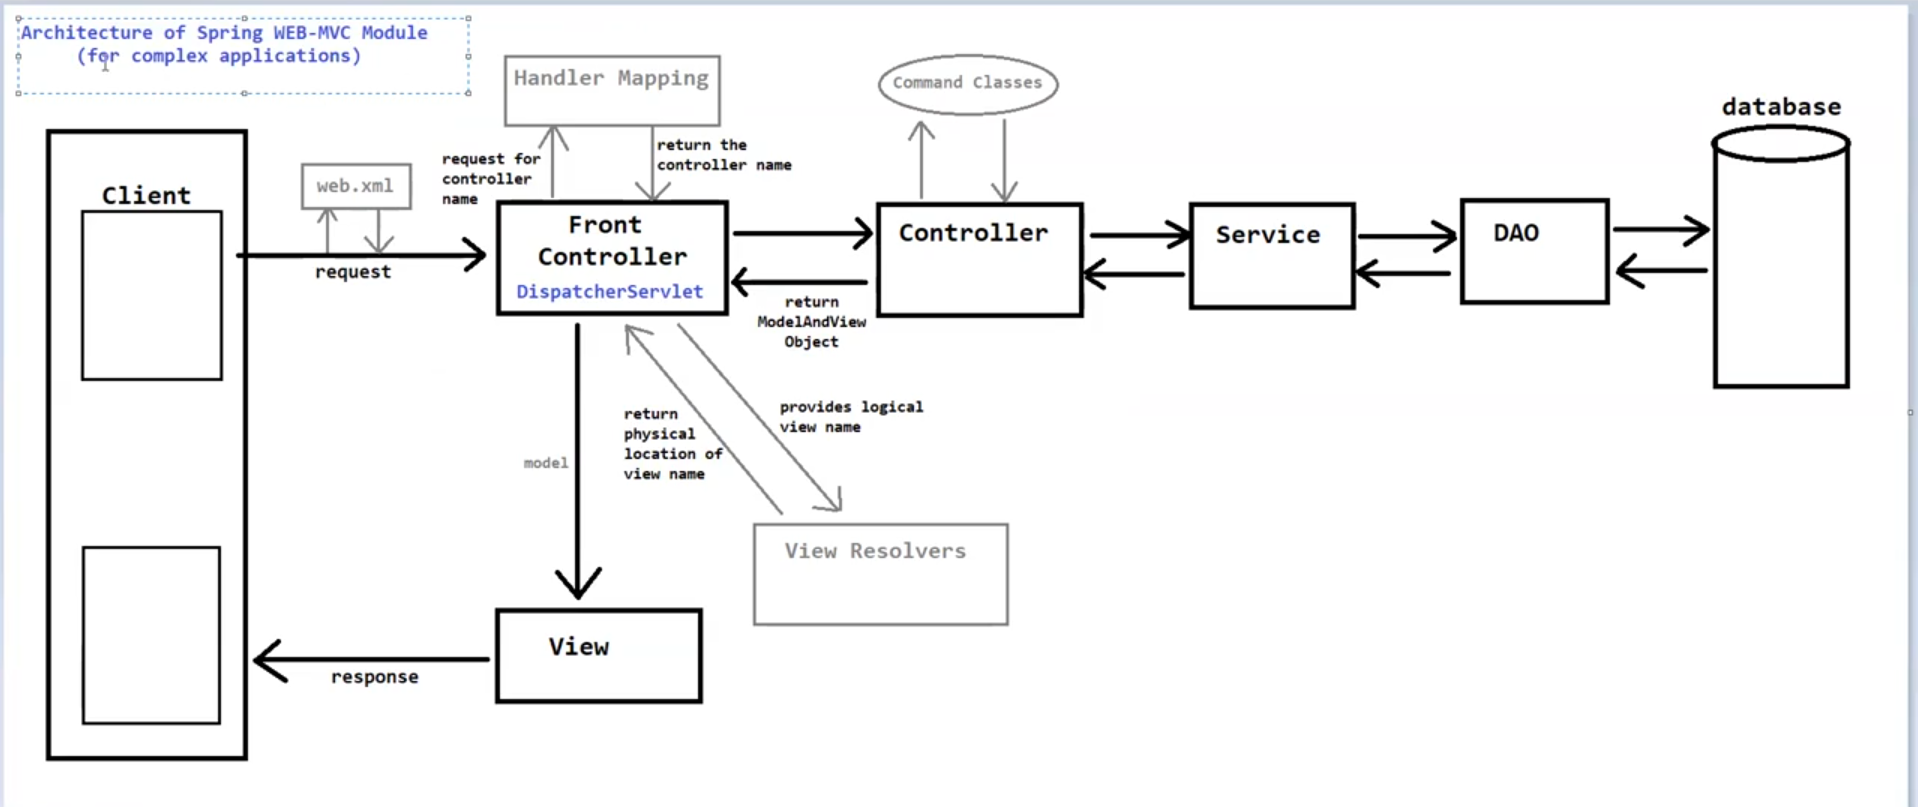 Architecture of Spring WEB-MVC Module
(for complex applications)
Handler Mapping
Command Classes
database
Client
web.xml
request for
controller
name
return the
controller name
request
Front
Controller
DispatcherServlet
Controller
Service
DAO
return
ModelAndView
Object
return
physical
location of
view name
provides logical
view name
model
View Resolvers
View
response